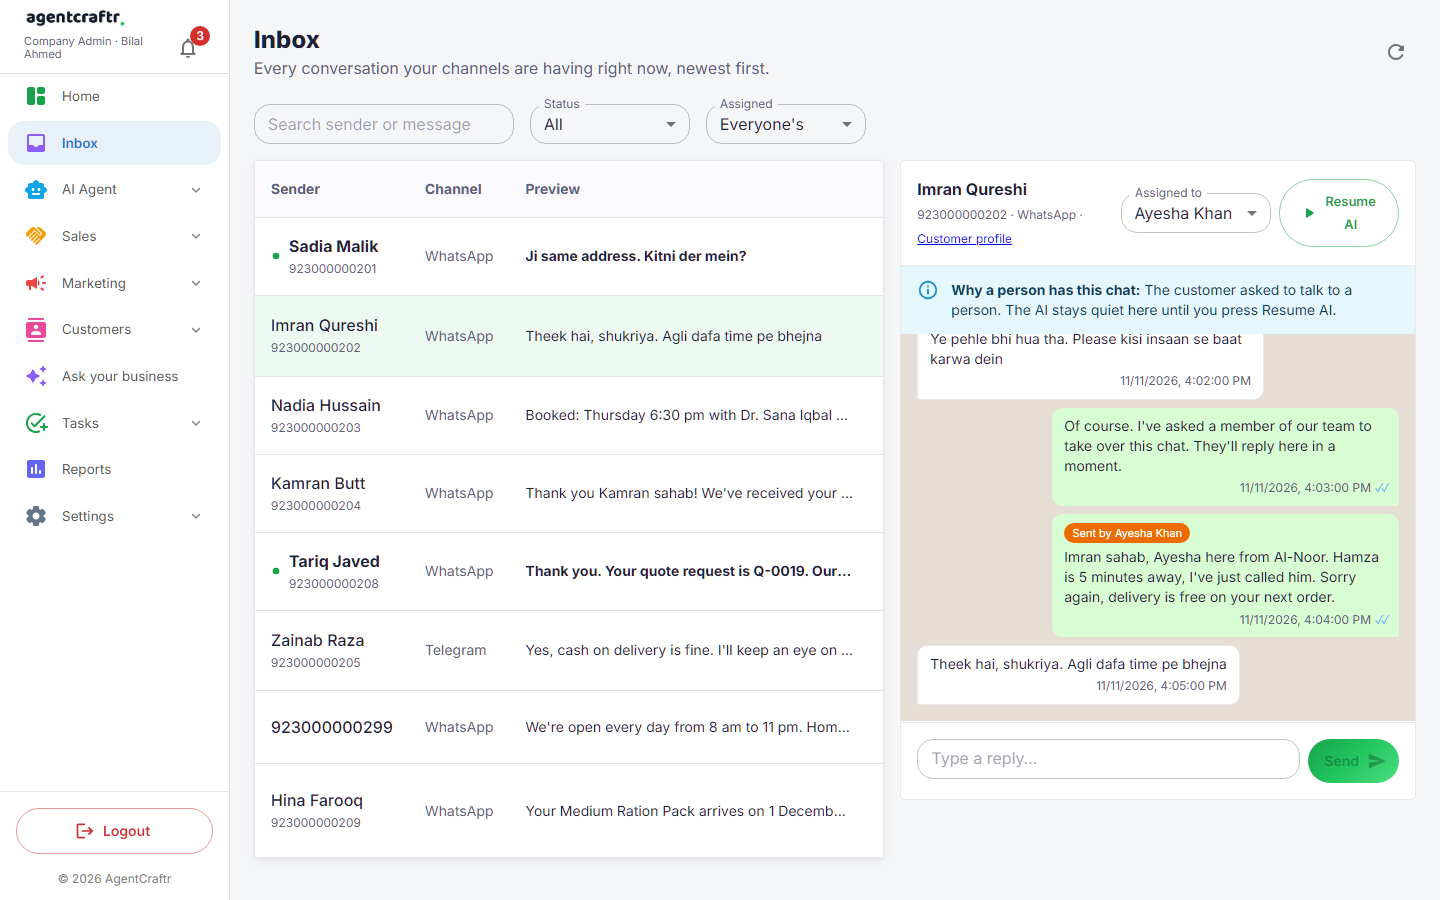 agentcraftr.
Company Admin · Bilal
Ahmed
3
Home
Inbox
AI Agent
Sales
Marketing
Customers
Ask your business
Tasks
Reports
Settings
Logout
© 2026 AgentCraftr
Inbox
Every conversation your channels are having right now, newest first.
Search sender or message
Status
All
Assigned
Everyone's
Sender Channel Preview
Sadia Malik
923000000201
WhatsApp
Ji same address. Kitni der mein?
Imran Qureshi
923000000202
WhatsApp
Theek hai, shukriya. Agli dafa time pe bhejna
Nadia Hussain
923000000203
WhatsApp
Booked: Thursday 6:30 pm with Dr. Sana Iqbal ...
Kamran Butt
923000000204
WhatsApp
Thank you Kamran sahab! We've received your ...
Tariq Javed
923000000208
WhatsApp
Thank you. Your quote request is Q-0019. Our...
Zainab Raza
923000000205
Telegram
Yes, cash on delivery is fine. I'll keep an eye on ...
923000000299
WhatsApp
We're open every day from 8 am to 11 pm. Hom...
Hina Farooq
923000000209
WhatsApp
Your Medium Ration Pack arrives on 1 Decemb...
Imran Qureshi
923000000202 · WhatsApp ·
Customer profile
Assigned to
Ayesha Khan
Resume
AI
Why a person has this chat: The customer asked to talk to a
person. The AI stays quiet here until you press Resume AI.
Ye pehle bhi hua tha. Please kisi insaan se baat
karwa dein
11/11/2026, 4:02:00 PM
Of course. I've asked a member of our team to
take over this chat. They'll reply here in a
moment.
11/11/2026, 4:03:00 PM
Sent by Ayesha Khan
Imran sahab, Ayesha here from Al-Noor. Hamza
is 5 minutes away, I've just called him. Sorry
again, delivery is free on your next order.
11/11/2026, 4:04:00 PM
Theek hai, shukriya. Agli dafa time pe bhejna
11/11/2026, 4:05:00 PM
Type a reply...
Send